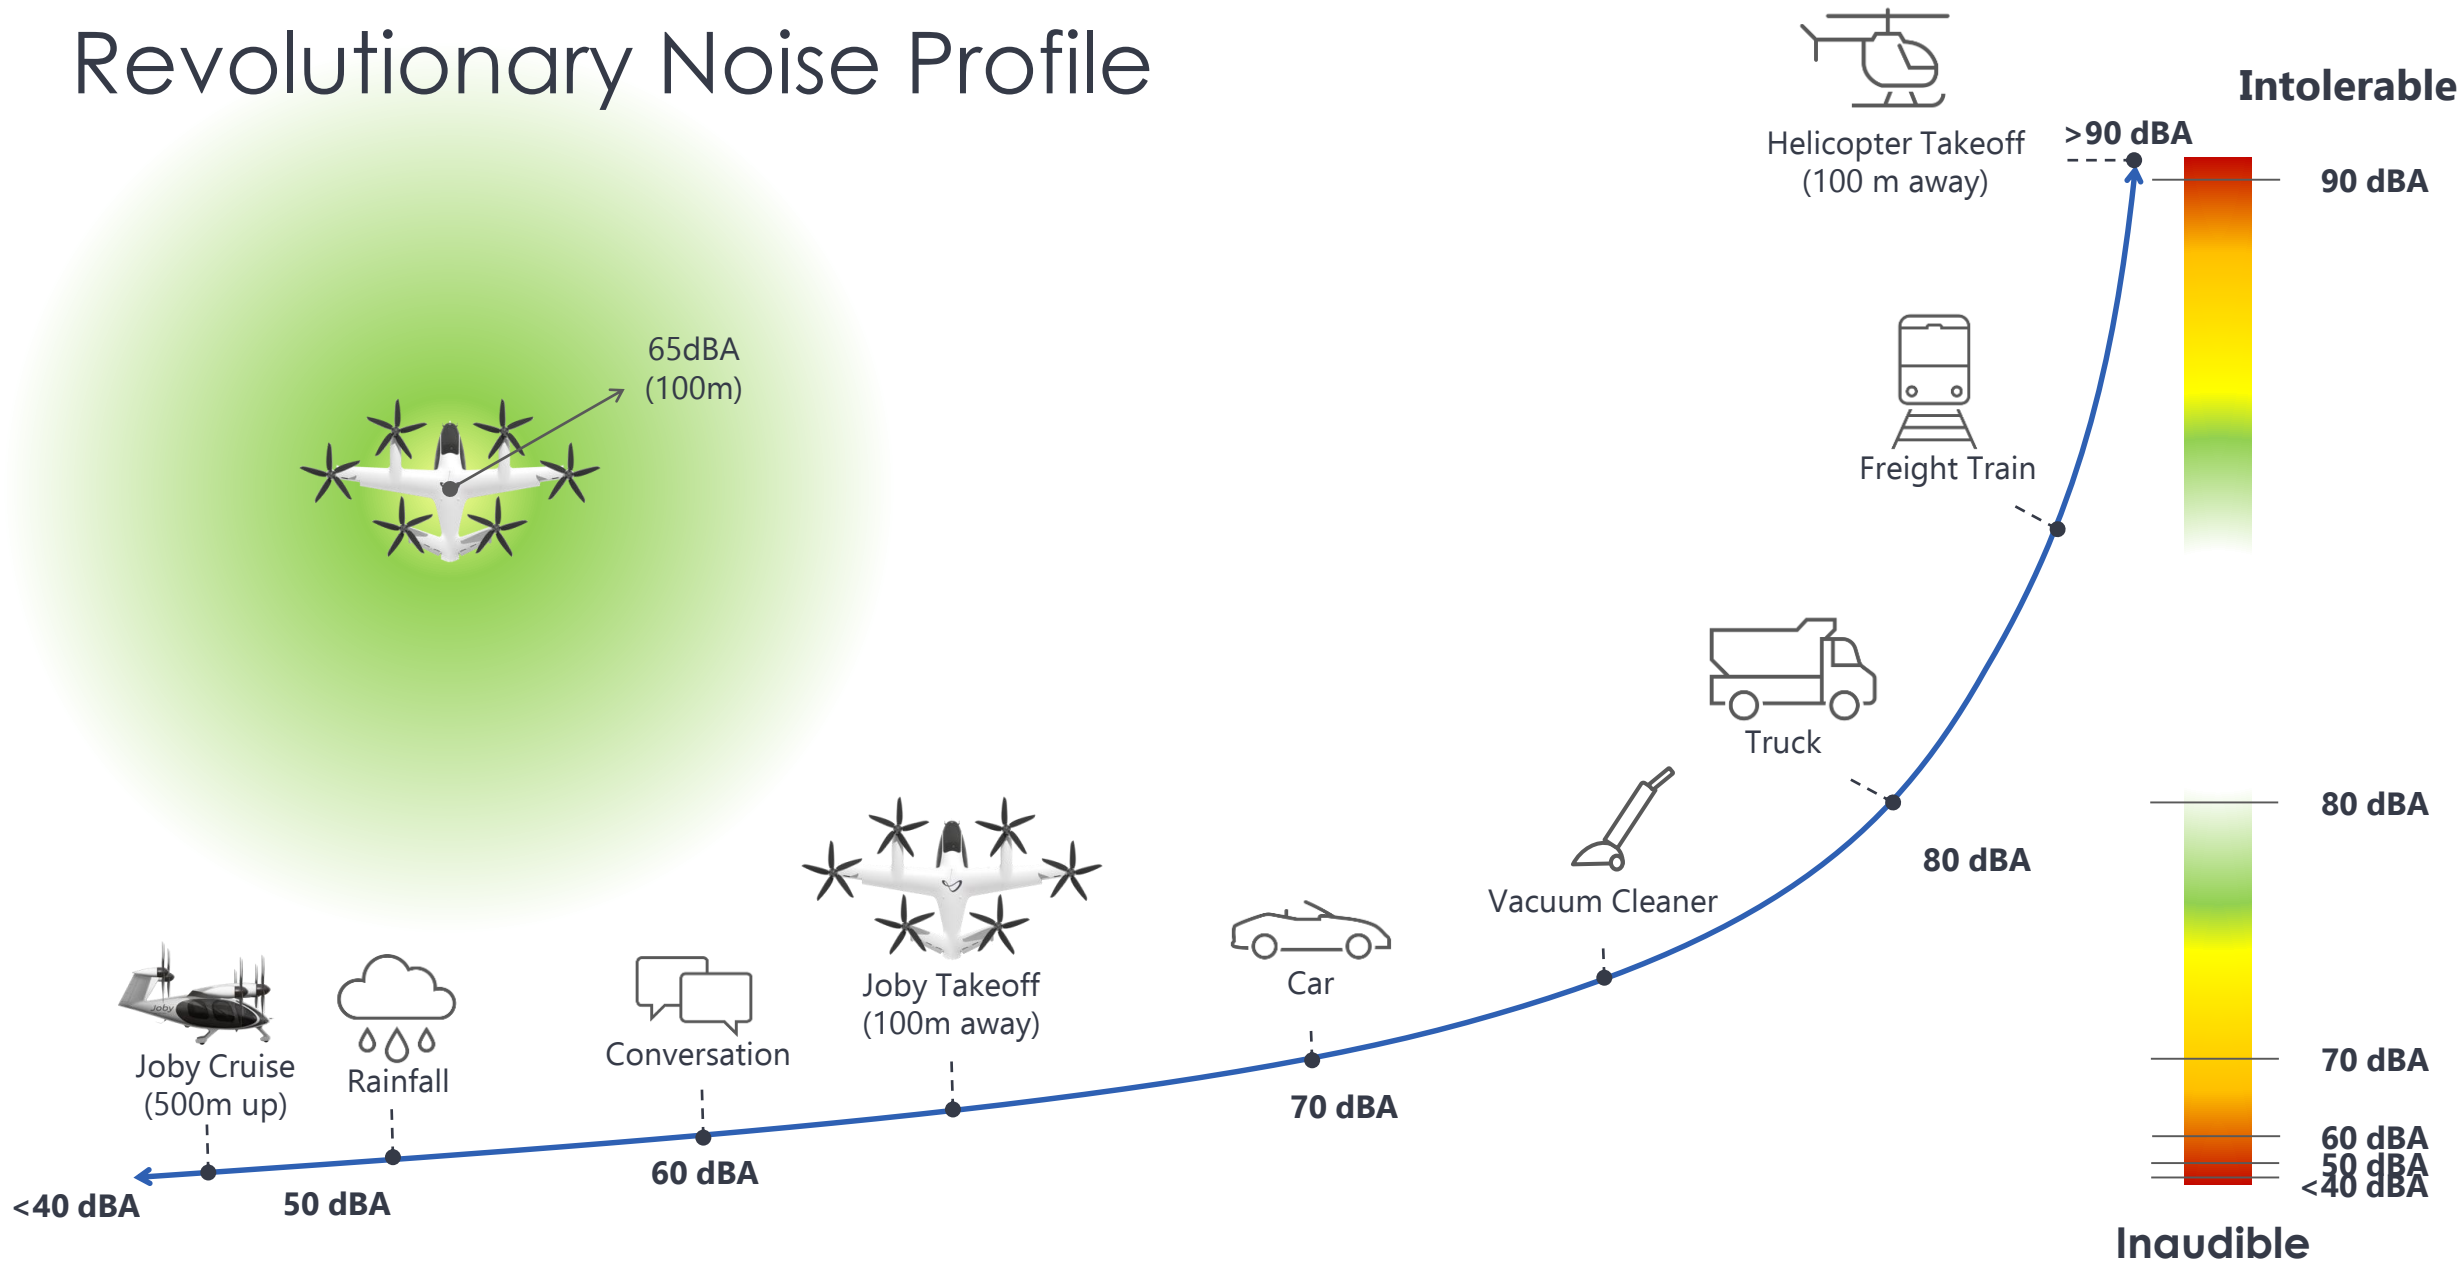 Revolutionary Noise Profile
65dBA
(100m)
Joby
Joby Cruise
(500m up)
Rainfall
Conversation
Joby Takeoff
(100m away)
Car
Vacuum Cleaner
Truck
Freight Train
Helicopter Takeoff
(100 m away)
<40 dBA
50 dBA
60 dBA
70 dBA
80 dBA
>90 dBA
Intolerable
90 dBA
80 dBA
70 dBA
60 dBA
50 dBA
<40 dBA
Inaudible